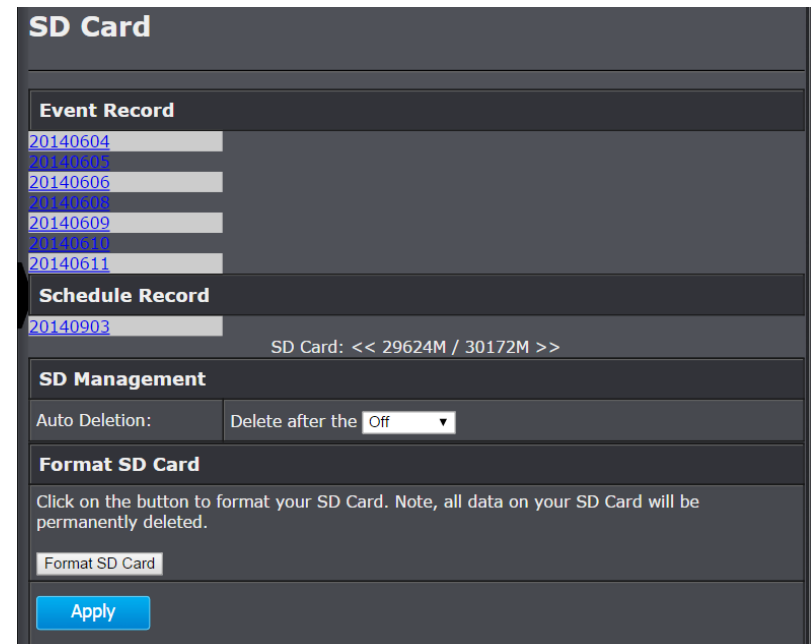 SD Card
Event Record
20140604
20140605
20140606
20140608
20140609
20140610
20140611
Schedule Record
20140903
SD Card: << 29624M / 30172M >>
SD Management
Auto Deletion: Delete after the Off
Format SD Card
Click on the button to format your SD Card. Note, all data on your SD Card will be
permanently deleted.
Format SD Card
Apply